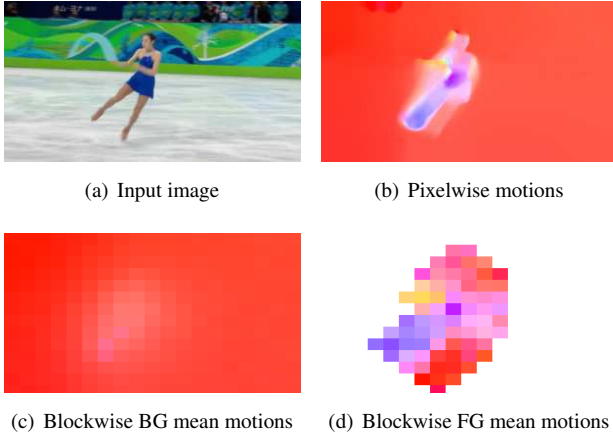 (a) Input image
(b) Pixelwise motions
(c) Blockwise BG mean motions
(d) Blockwise FG mean motions